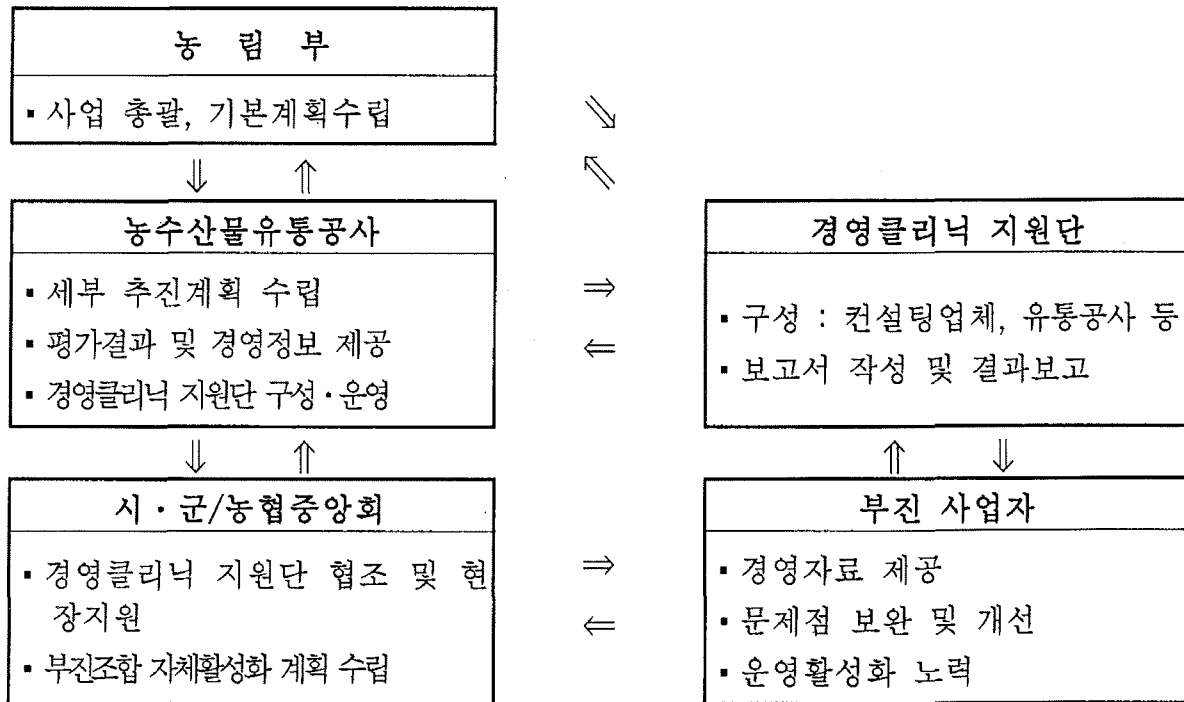 농 림 부
▪ 사업 총괄, 기본계획수립
⇘
⇓ ⇑
⇖
농수산물유통공사
▪ 세부 추진계획 수립
▪ 평가결과 및 경영정보 제공
▪ 경영클리닉 지원단 구성·운영
⇒
⇐
경영클리닉 지원단
▪ 구성 : 컨설팅업체, 유통공사 등
▪ 보고서 작성 및 결과보고
⇓ ⇑
⇑ ⇓
시·군/농협중앙회
▪ 경영클리닉 지원단 협조 및 현
장지원
▪ 부진조합 자체활성화 계획 수립
⇒
⇐
부진 사업자
▪ 경영자료 제공
▪ 문제점 보완 및 개선
▪ 운영활성화 노력